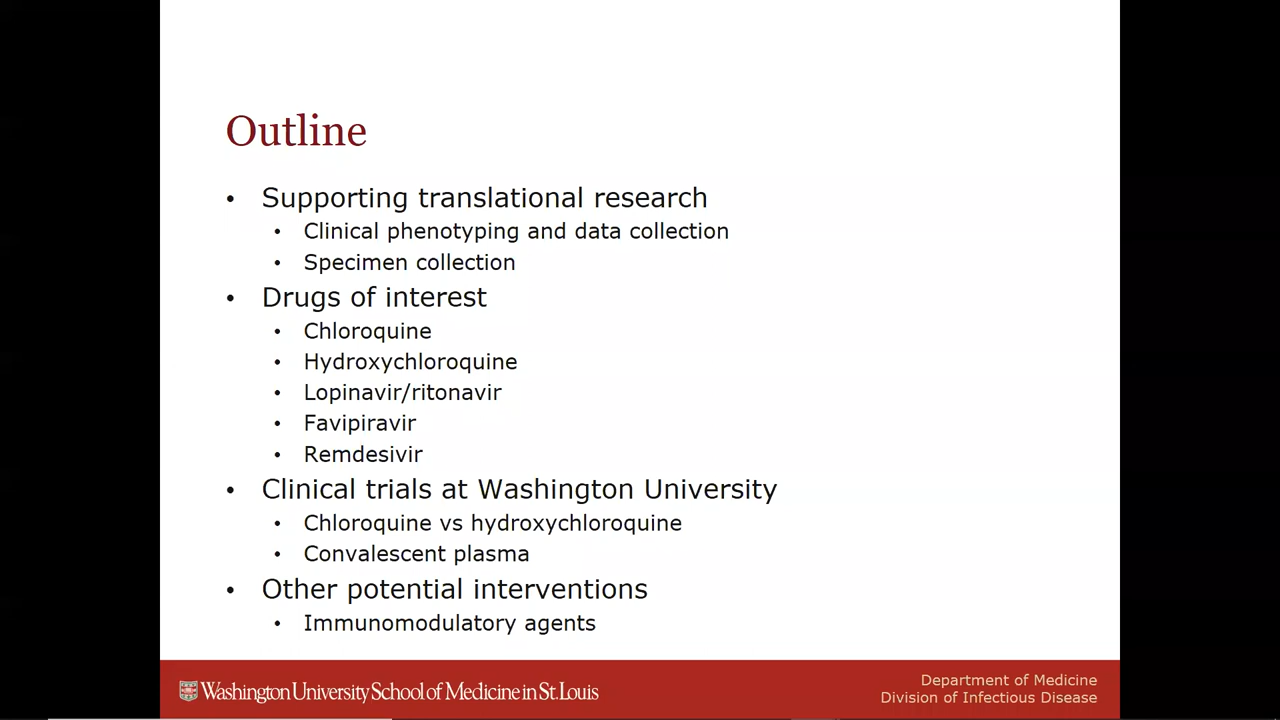 Outline
• Supporting translational research
• Clinical phenotyping and data collection
• Specimen collection
• Drugs of interest
• Chloroquine
• Hydroxychloroquine
• Lopinavir/ritonavir
• Favipiravir
• Remdesivir
• Clinical trials at Washington University
• Chloroquine vs hydroxychloroquine
• Convalescent plasma
• Other potential interventions
• Immunomodulatory agents
Washington University School of Medicine in St. Louis
Department of Medicine
Division of Infectious Disease